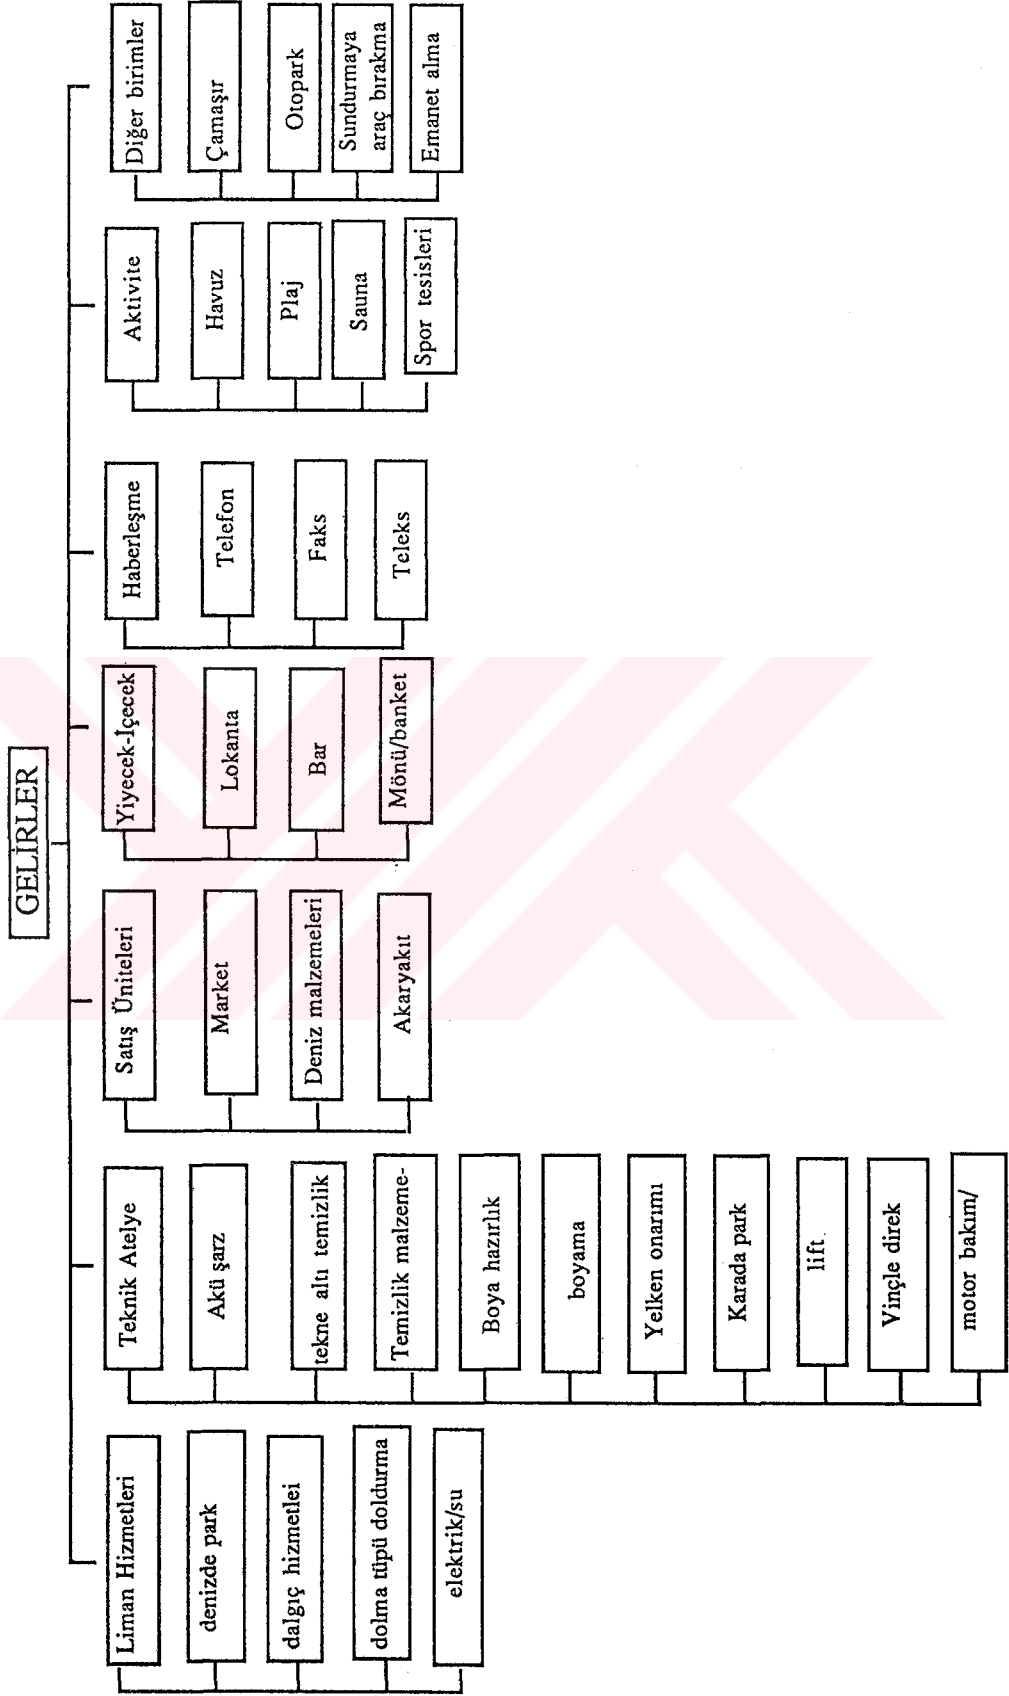 GELİRLER
Liman Hizmetleri
denizde park
dalgıç hizmetlei
dolma tüpü doldurma
elektrik/su
Teknik Atelye
Akü şarz
tekne altı temizlik
Temizlik malzeme-
Boya hazırlık
boyama
Yelken onarımı
Karada park
lift
Vinçle direk
motor bakım/
Satış Üniteleri
Market
Deniz malzemeleri
Akaryakıt
Yiyecek-İçecek
Lokanta
Bar
Mönü/banket
Haberleşme
Telefon
Faks
Teleks
Aktivite
Havuz
Plaj
Sauna
Spor tesisleri
Diğer birimler
Çamaşır
Otopark
Sundurmaya
araç bırakma
Emanet alma